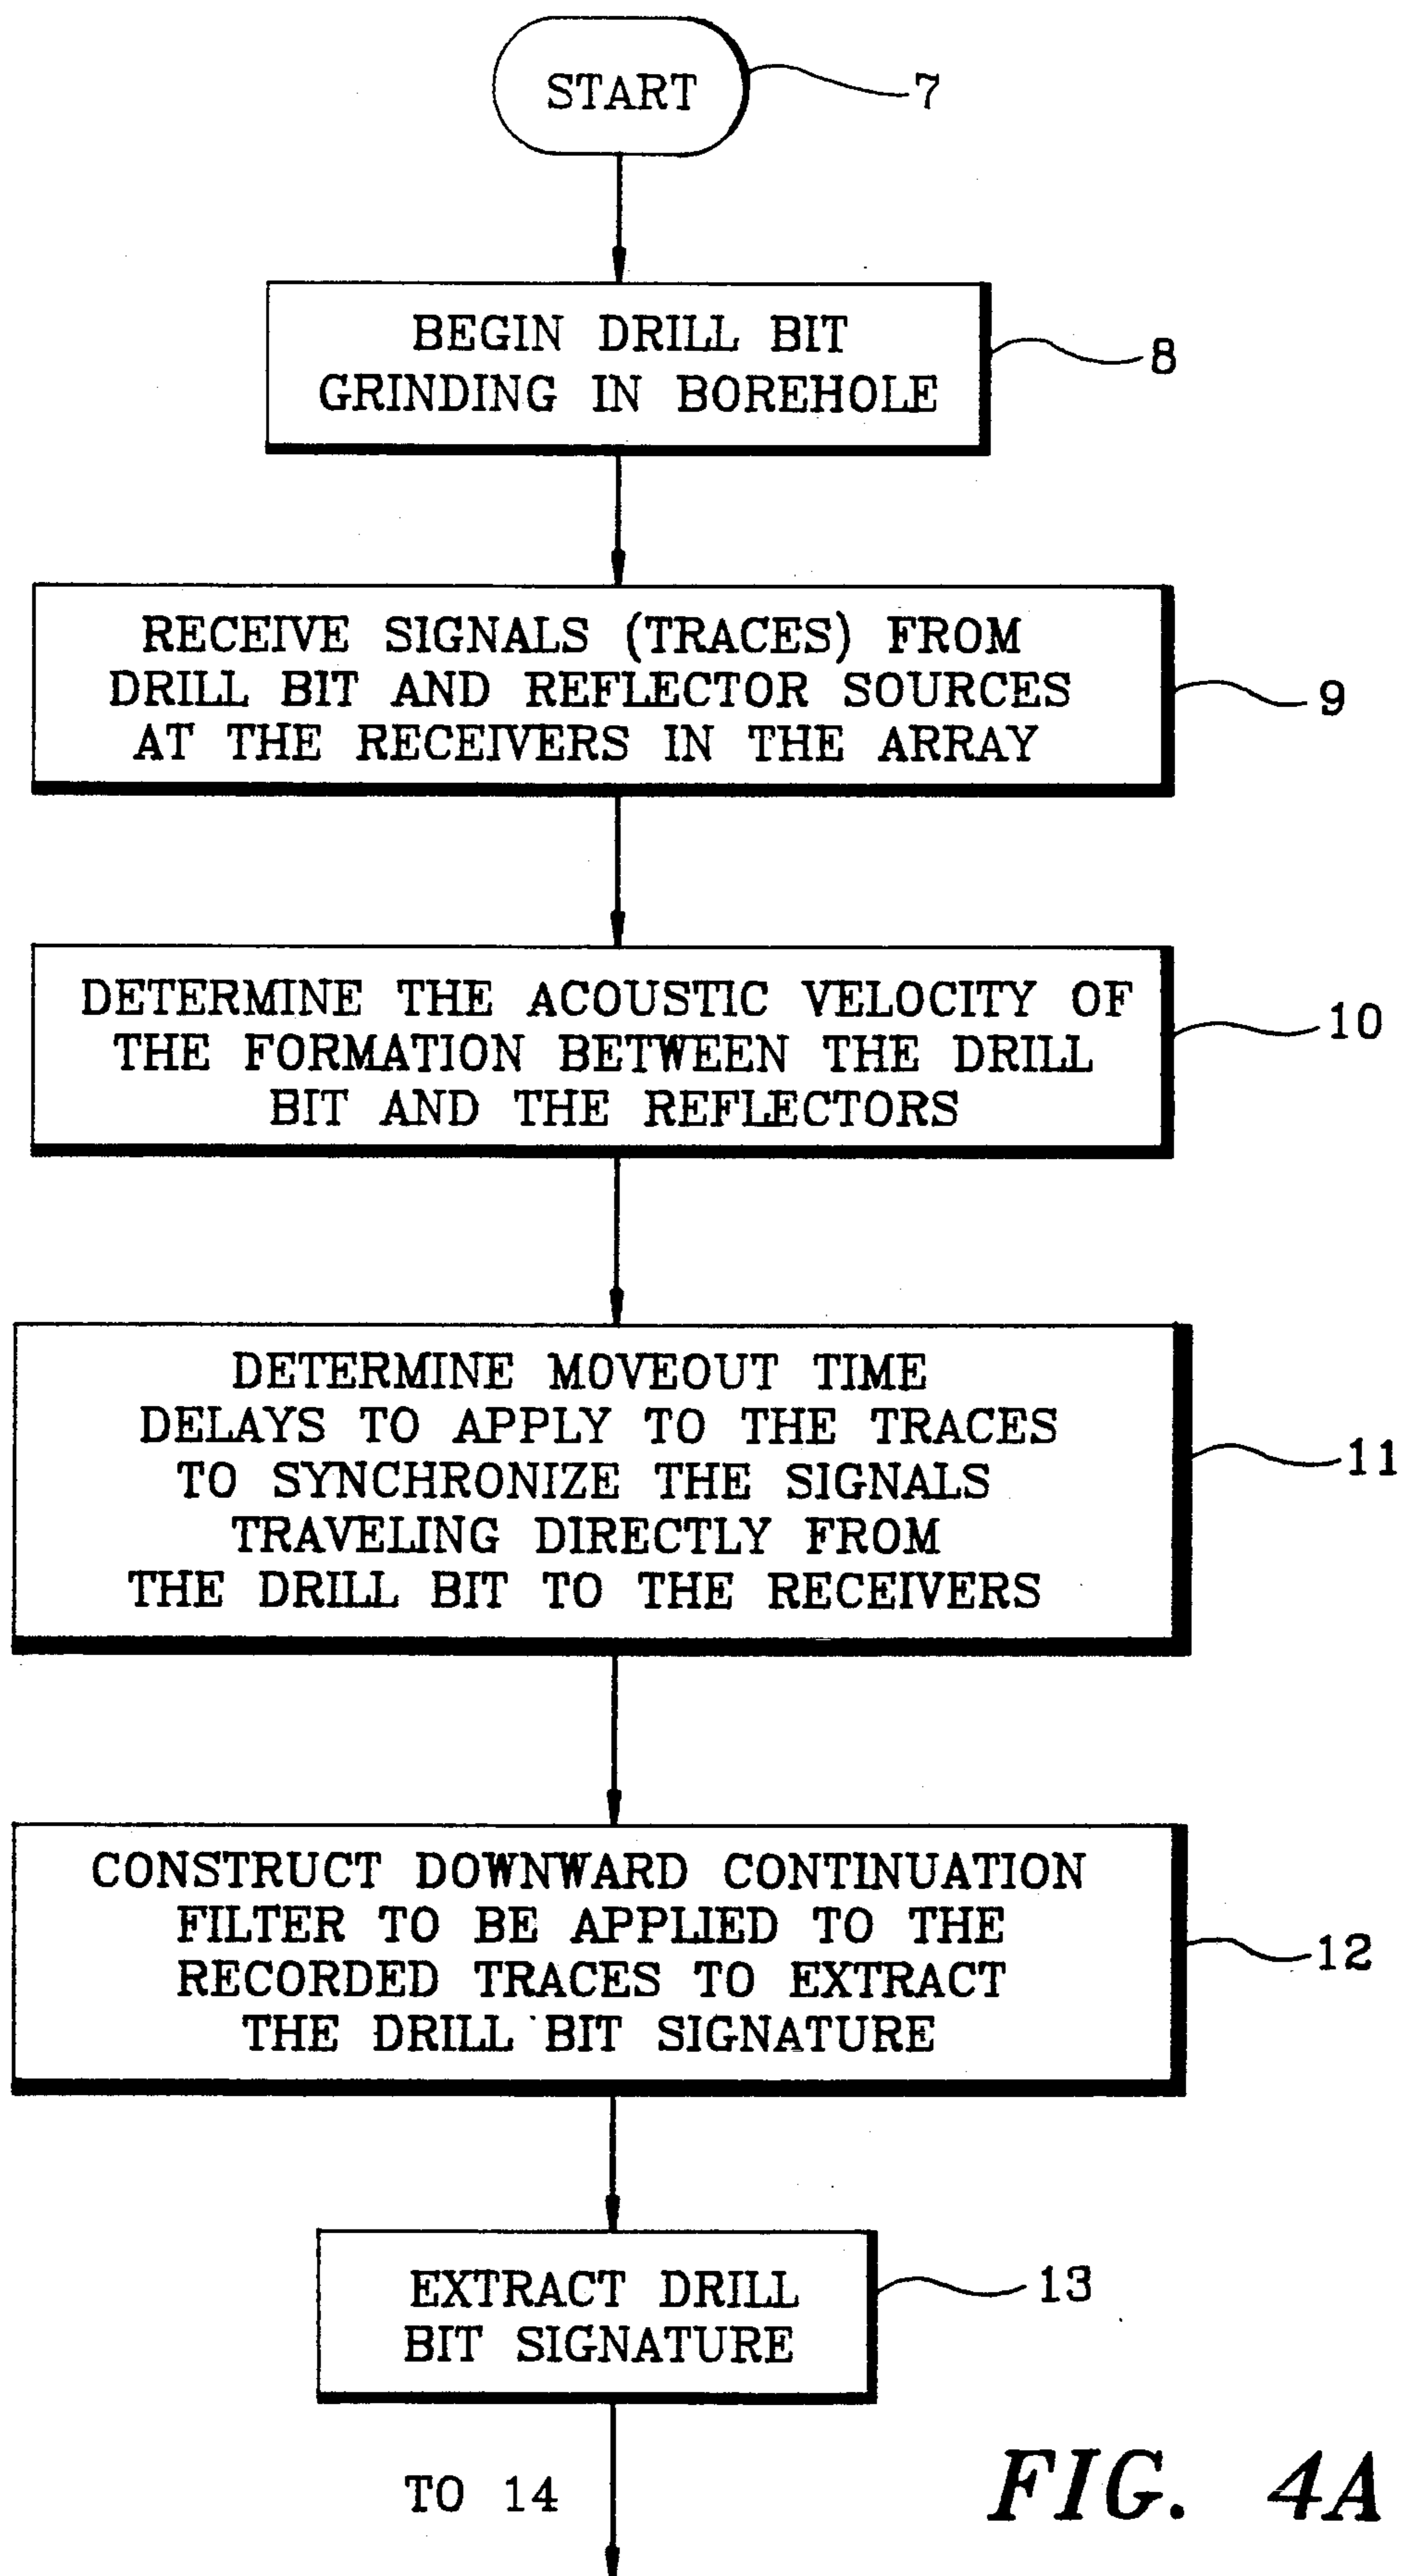 START
7
BEGIN DRILL BIT
GRINDING IN BOREHOLE
8
RECEIVE SIGNALS (TRACES) FROM
DRILL BIT AND REFLECTOR SOURCES
AT THE RECEIVERS IN THE ARRAY
9
DETERMINE THE ACOUSTIC VELOCITY OF
THE FORMATION BETWEEN THE DRILL
BIT AND THE REFLECTORS
10
DETERMINE MOVEOUT TIME
DELAYS TO APPLY TO THE TRACES
TO SYNCHRONIZE THE SIGNALS
TRAVELING DIRECTLY FROM
THE DRILL BIT TO THE RECEIVERS
11
CONSTRUCT DOWNWARD CONTINUATION
FILTER TO BE APPLIED TO THE
RECORDED TRACES TO EXTRACT
THE DRILL BIT SIGNATURE
12
EXTRACT DRILL
BIT SIGNATURE
13
TO 14
FIG. 4A